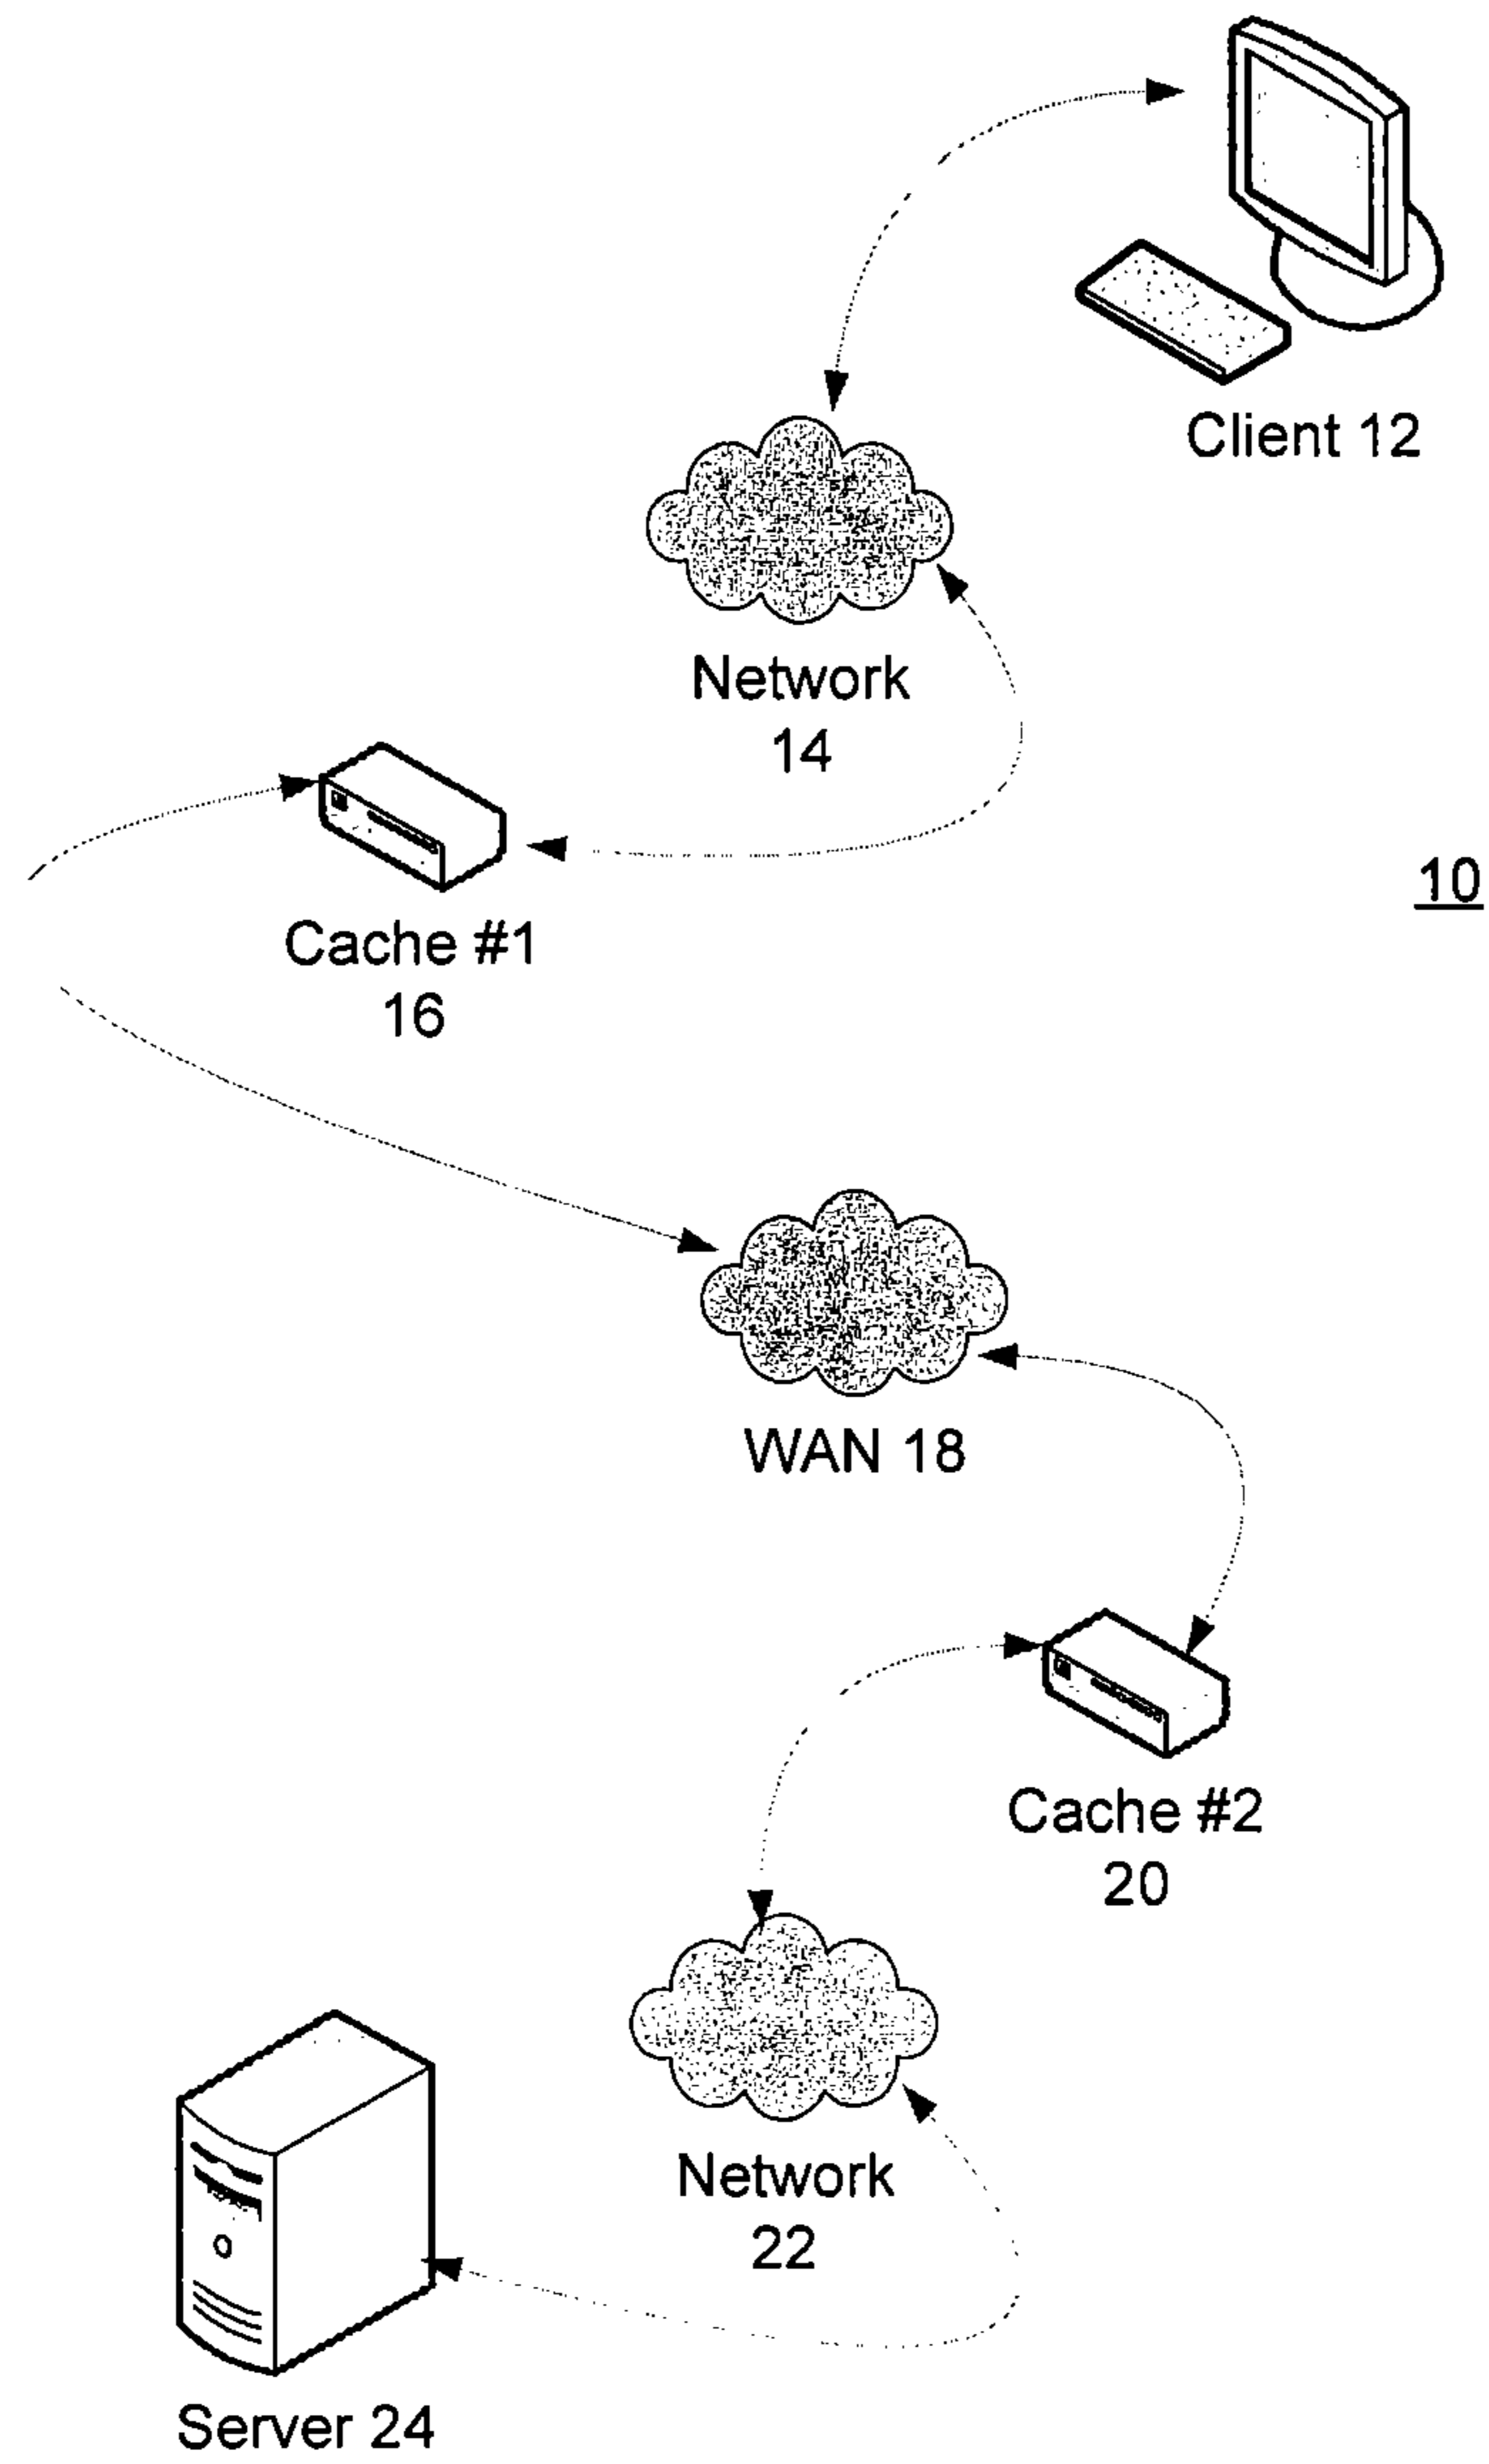 Client 12
Network
14
10
Cache #1
16
WAN 18
Cache #2
20
Network
22
Server 24